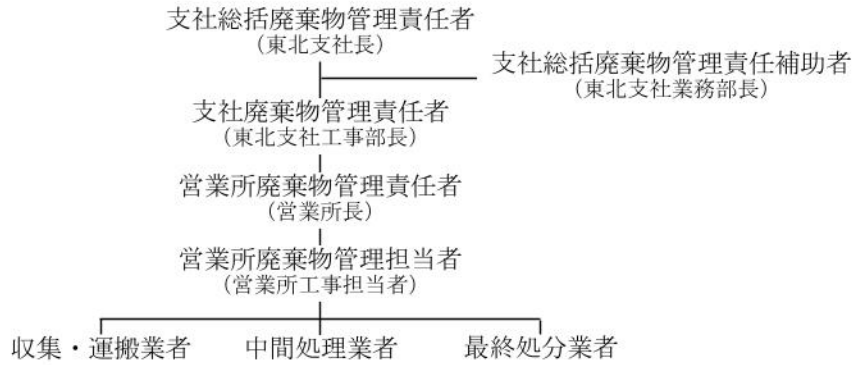 支社総括廃棄物管理責任者
（東北支社長）
支社総括廃棄物管理責任補助者
（東北支社業務部長）
支社廃棄物管理責任者
（東北支社工事部長）
営業所廃棄物管理責任者
（営業所長）
営業所廃棄物管理担当者
（営業所工事担当者）
収集・運搬業者
中間処理業者
最終処分業者